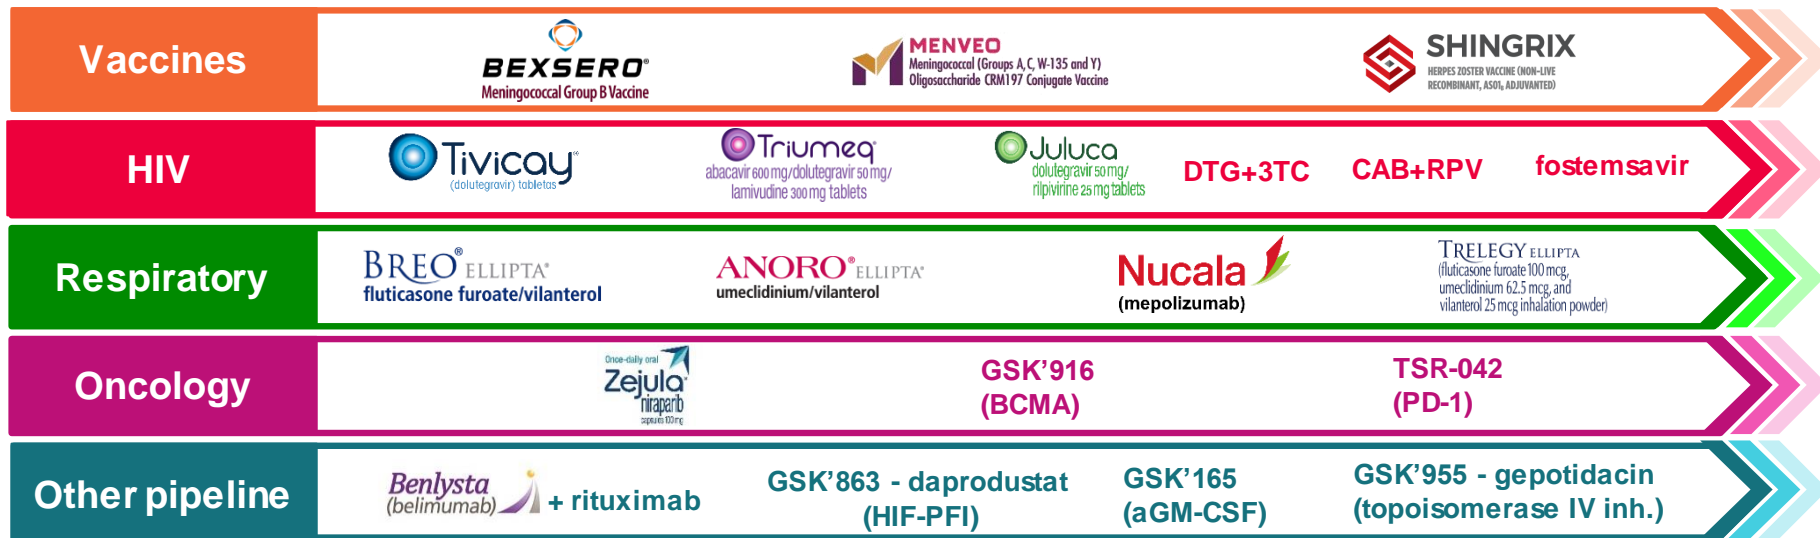 Vaccines
BEXSERO®
Meningococcal Group B Vaccine
MENVEO
Meningococcal (Groups A, C, W-135 and Y)
Oligosaccharide CRM197 Conjugate Vaccine
SHINGRIX
HERPES ZOSTER VACCINE (NON-LIVE
RECOMBINANT, AS01, ADJUVANTED)
HIV
Tivicay®
(dolutegravir) tabletas
Triumeq®
abacavir 600 mg/dolutegravir 50 mg/
lamivudine 300 mg tablets
Juluca
dolutegravir 50 mg/
rilpivirine 25 mg tablets
DTG+3TC
CAB+RPV
fostemsavir
Respiratory
BREO® ELLIPTA®
fluticasone furoate/vilanterol
ANORO® ELLIPTA®
umeclidinium/vilanterol
Nucala
(mepolizumab)
TRELEGY ELLIPTA
(fluticasone furoate 100 mcg,
umeclidinium 62.5 mcg, and
vilanterol 25 mcg inhalation powder)
Oncology
Once-daily oral
Zejula®
niraparib
capsules 100 mg
GSK’916
(BCMA)
TSR-042
(PD-1)
Other pipeline
Benlysta
(belimumab)
+ rituximab
GSK’863 - daprodustat
(HIF-PFI)
GSK’165
(aGM-CSF)
GSK’955 - gepotidacin
(topoisomerase IV inh.)